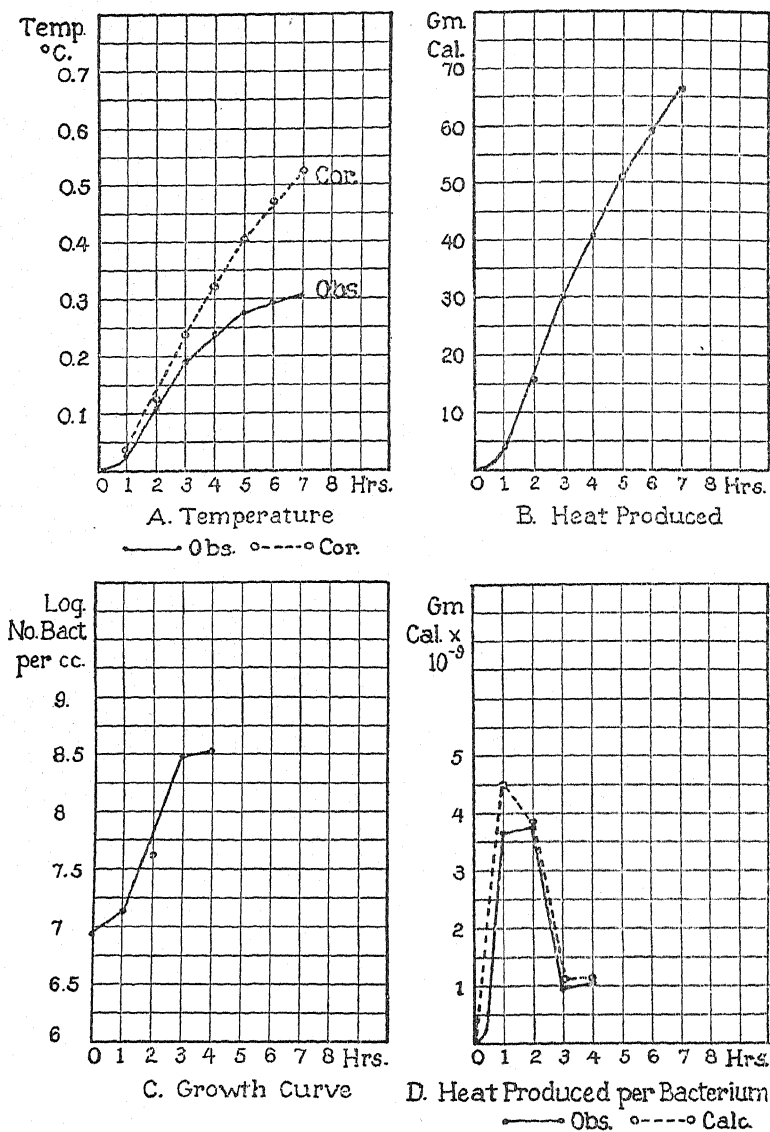 Temp.
°C.
0.7
0.6
0.5
0.4
0.3
0.2
0.1
Cor.
Obs.
0 1 2 3 4 5 6 7 8 Hrs.
A. Temperature
Obs. Cor.
Gm.
Cal.
70
60
50
40
30
20
10
0 1 2 3 4 5 6 7 8 Hrs.
B. Heat Produced
Log.
No. Bact
per cc.
9.
8.5
8
7.5
7
6.5
6
0 1 2 3 4 5 6 7 8 Hrs.
C. Growth Curve
Gm
Cal. x
10⁻⁹
5
4
3
2
1
0 1 2 3 4 5 6 7 8 Hrs.
D. Heat Produced per Bacterium
Obs. Calc.